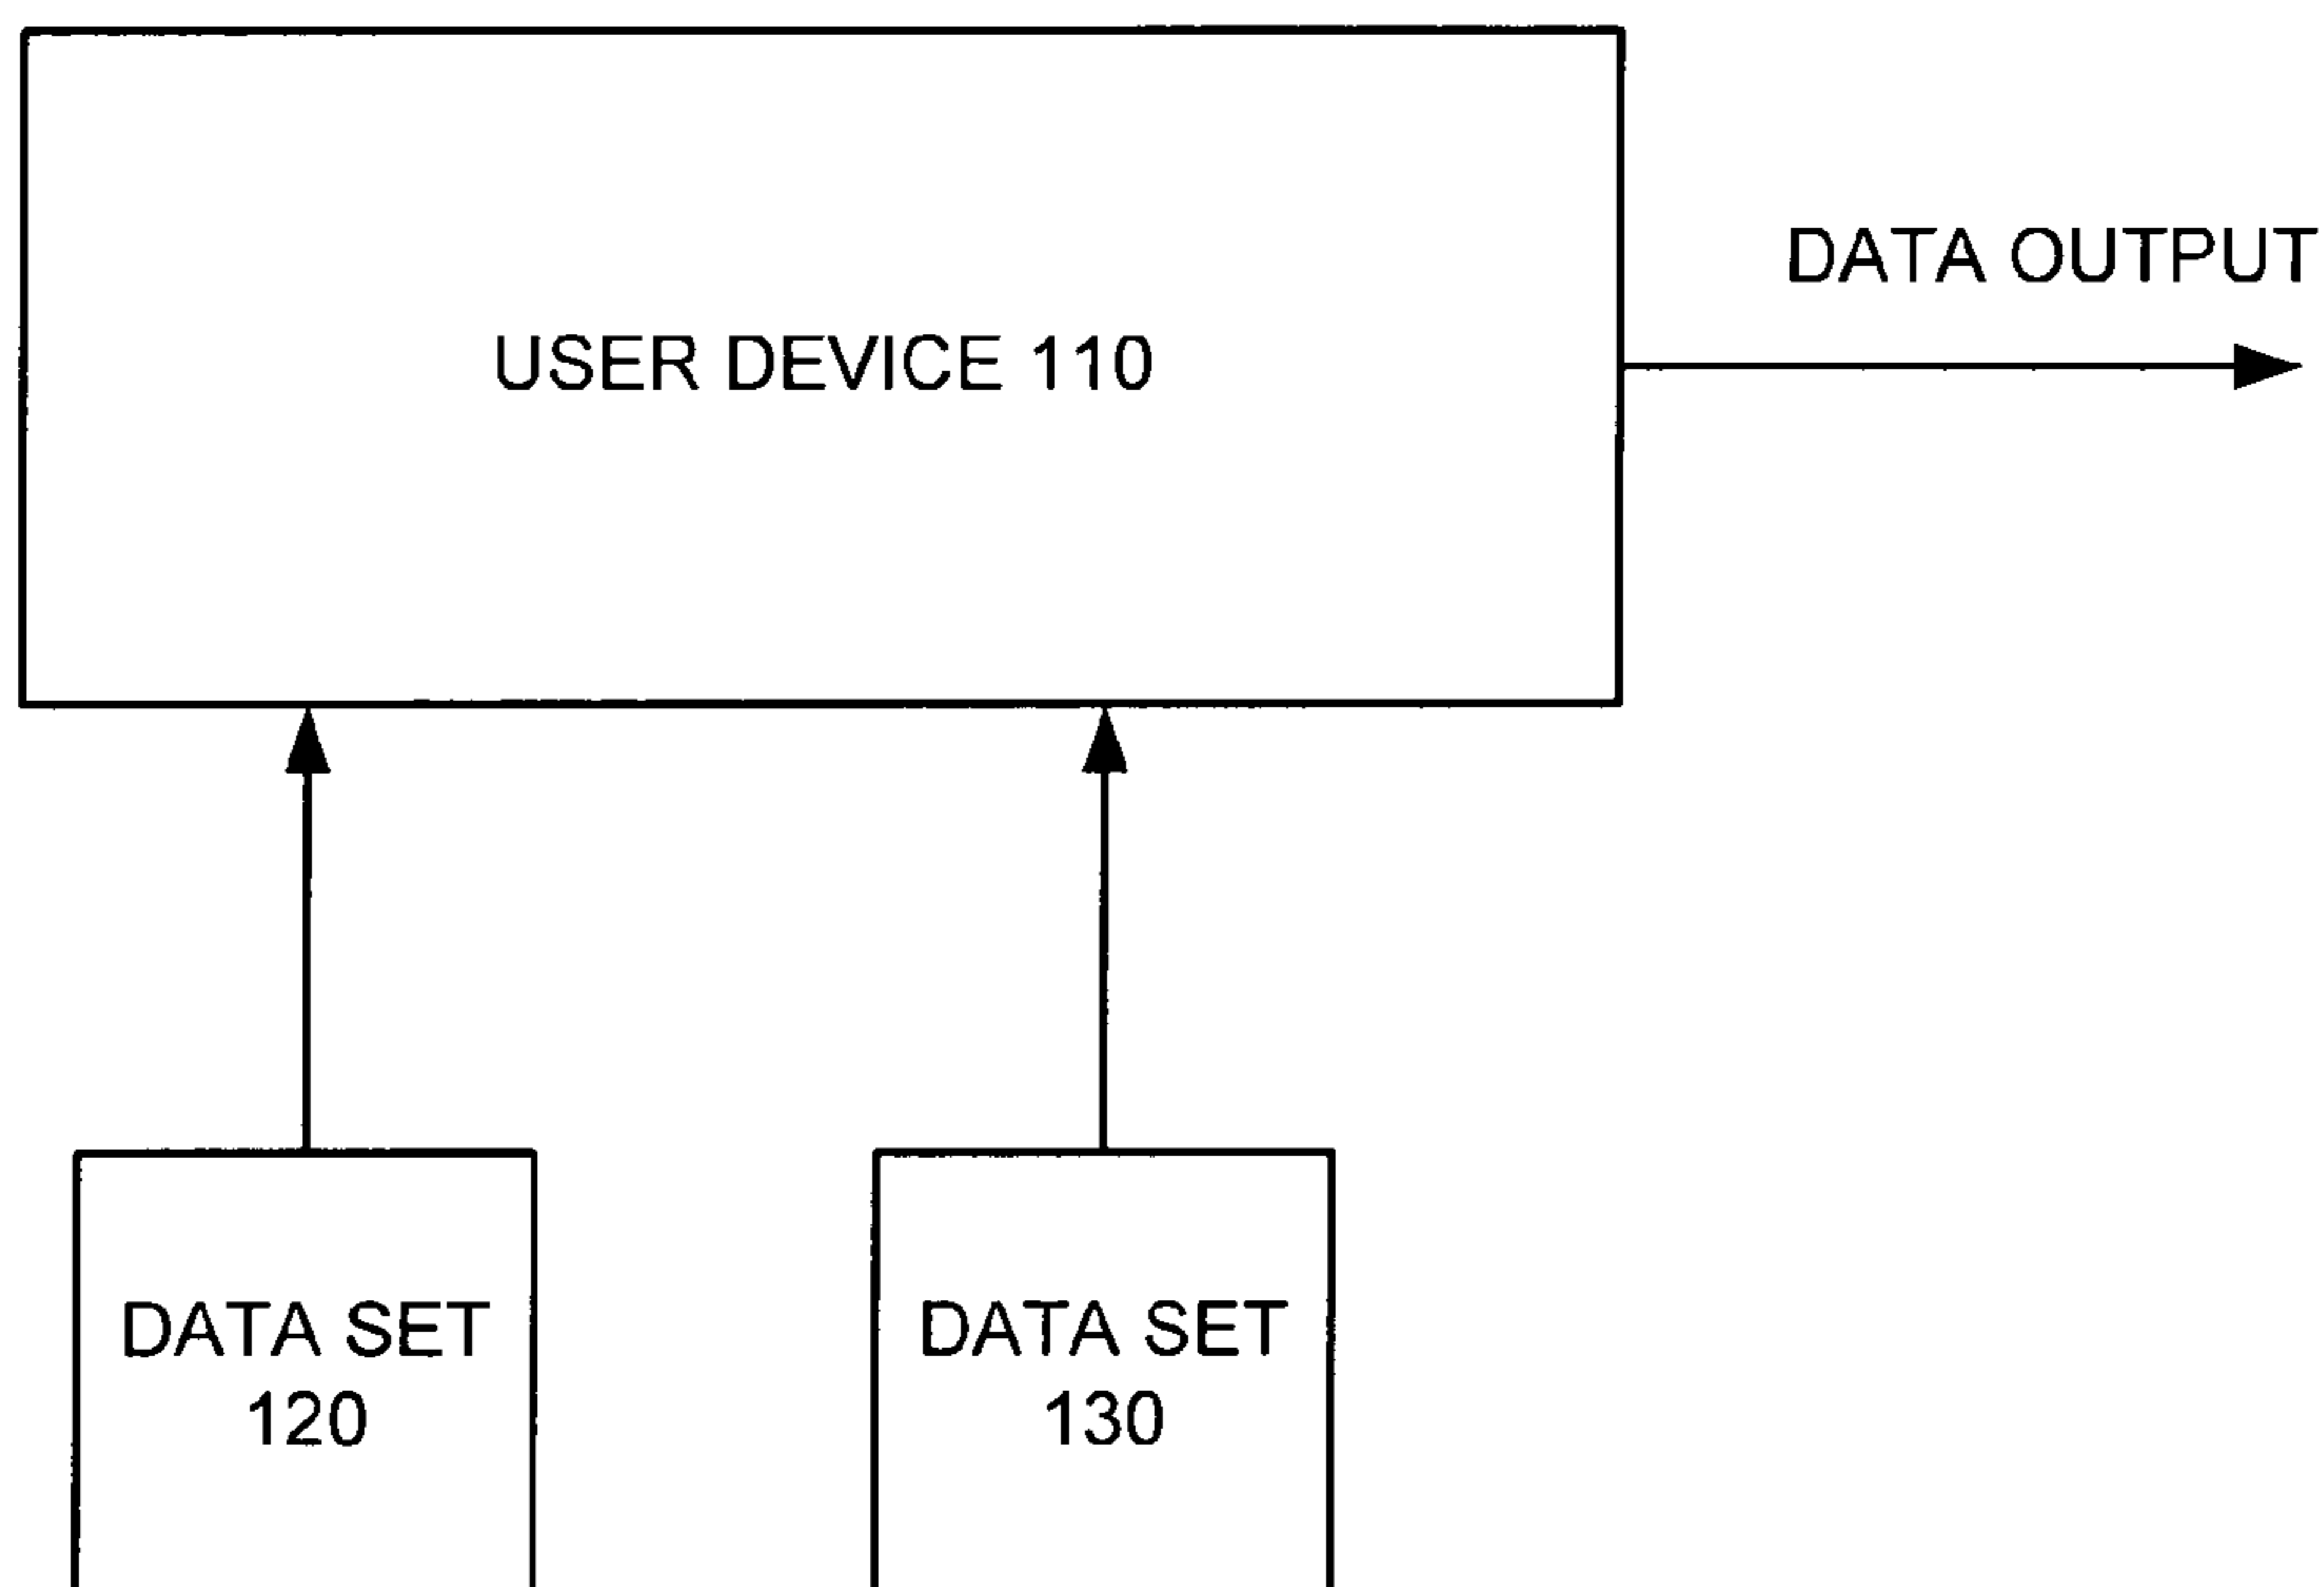 DATA OUTPUT
USER DEVICE 110
DATA SET
120
DATA SET
130